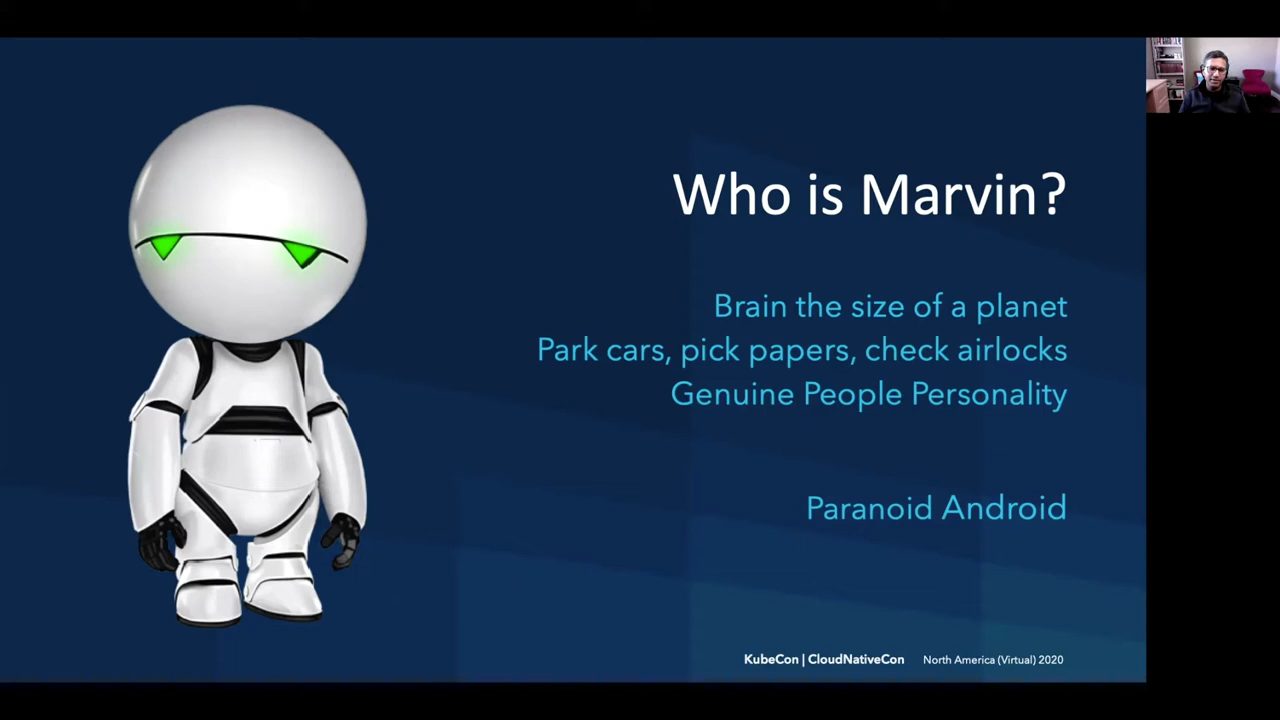 Who is Marvin?
Brain the size of a planet
Park cars, pick papers, check airlocks
Genuine People Personality
Paranoid Android
KubeCon | CloudNativeCon North America (Virtual) 2020